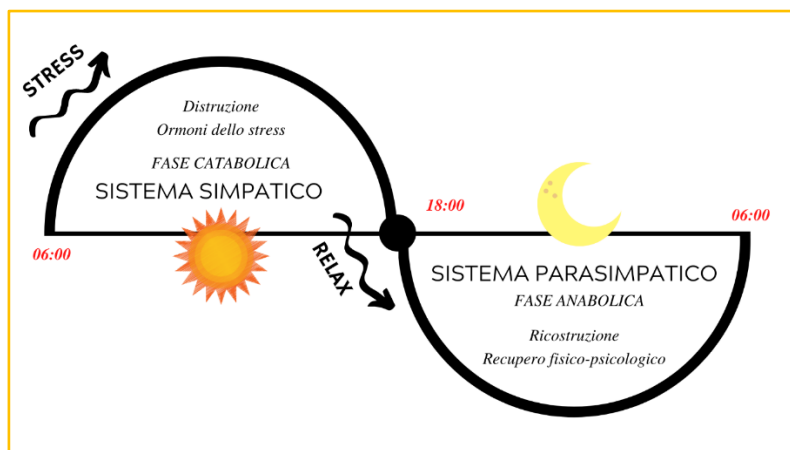 STRESS
Distruzione
Ormoni dello stress
FASE CATABOLICA
SISTEMA SIMPATICO
06:00
RELAX
18:00
06:00
SISTEMA PARASIMPATICO
FASE ANABOLICA
Ricostruzione
Recupero fisico-psicologico